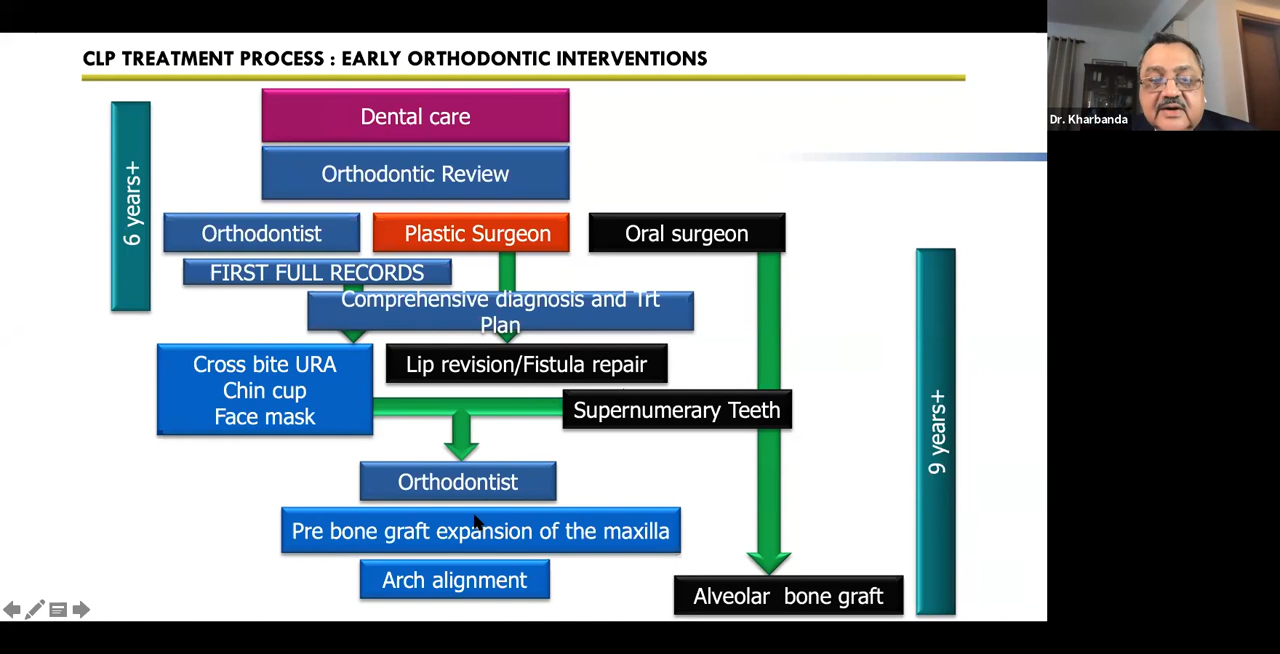 CLP TREATMENT PROCESS : EARLY ORTHODONTIC INTERVENTIONS
Dr. Kharbanda
6 years+
Dental care
Orthodontic Review
Orthodontist
Plastic Surgeon
Oral surgeon
FIRST FULL RECORDS
Comprehensive diagnosis and Trt
Plan
Cross bite URA
Chin cup
Face mask
Lip revision/Fistula repair
Supernumerary Teeth
9 years+
Orthodontist
Pre bone graft expansion of the maxilla
Arch alignment
Alveolar bone graft